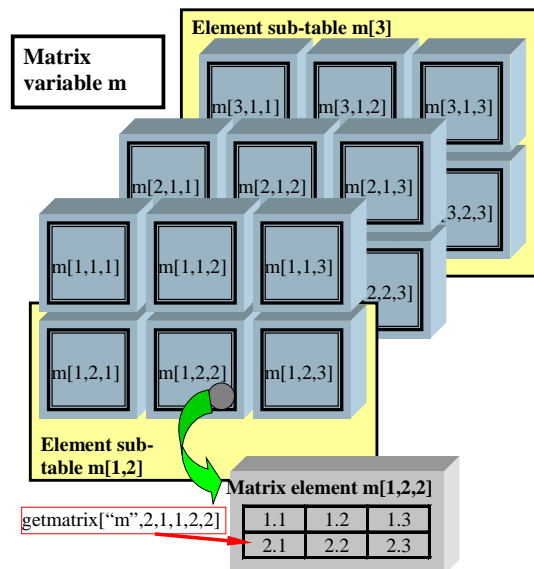 Element sub-table m[3]
Matrix
variable m
m[3,1,1] m[3,1,2] m[3,1,3]
m[2,1,1] m[2,1,2] m[2,1,3]
[3,2,3]
m[1,1,1] m[1,1,2] m[1,1,3]
2,2,3]
m[1,2,1] m[1,2,2] m[1,2,3]
Element sub-
table m[1,2]
Matrix element m[1,2,2]
getmatrix[“m”,2,1,1,2,2]
1.1 1.2 1.3
2.1 2.2 2.3